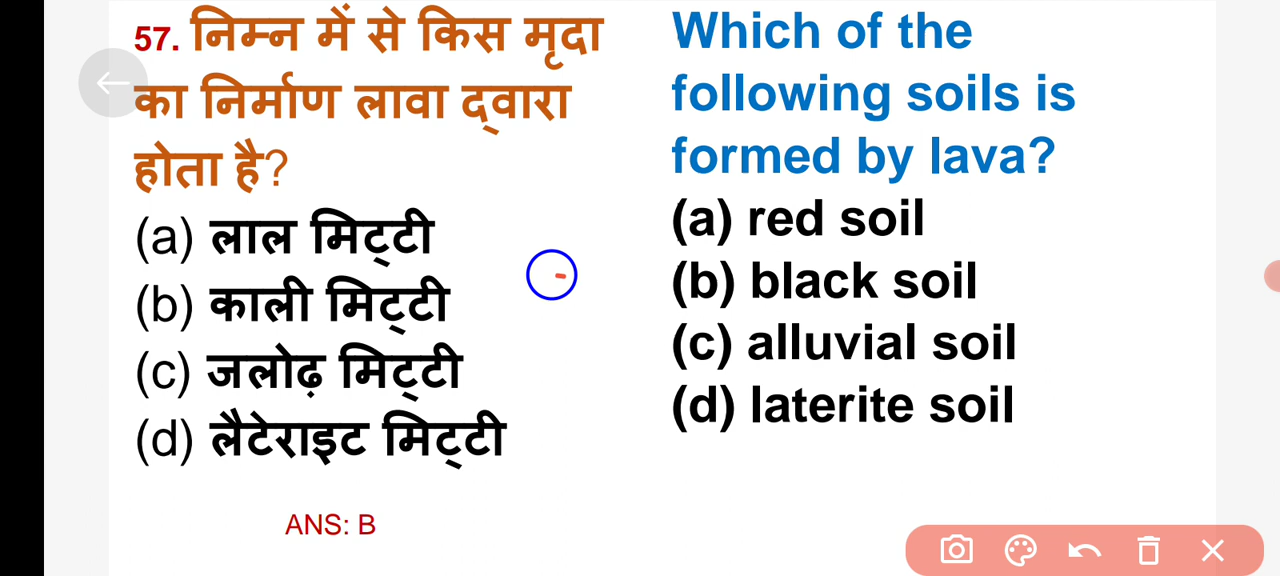 57. निम्न में से किस मृदा
का निर्माण लावा द्वारा
होता है?
(a) लाल मिट्टी
(b) काली मिट्टी
(c) जलोढ़ मिट्टी
(d) लैटेराइट मिट्टी
ANS: B
Which of the
following soils is
formed by lava?
(a) red soil
(b) black soil
(c) alluvial soil
(d) laterite soil